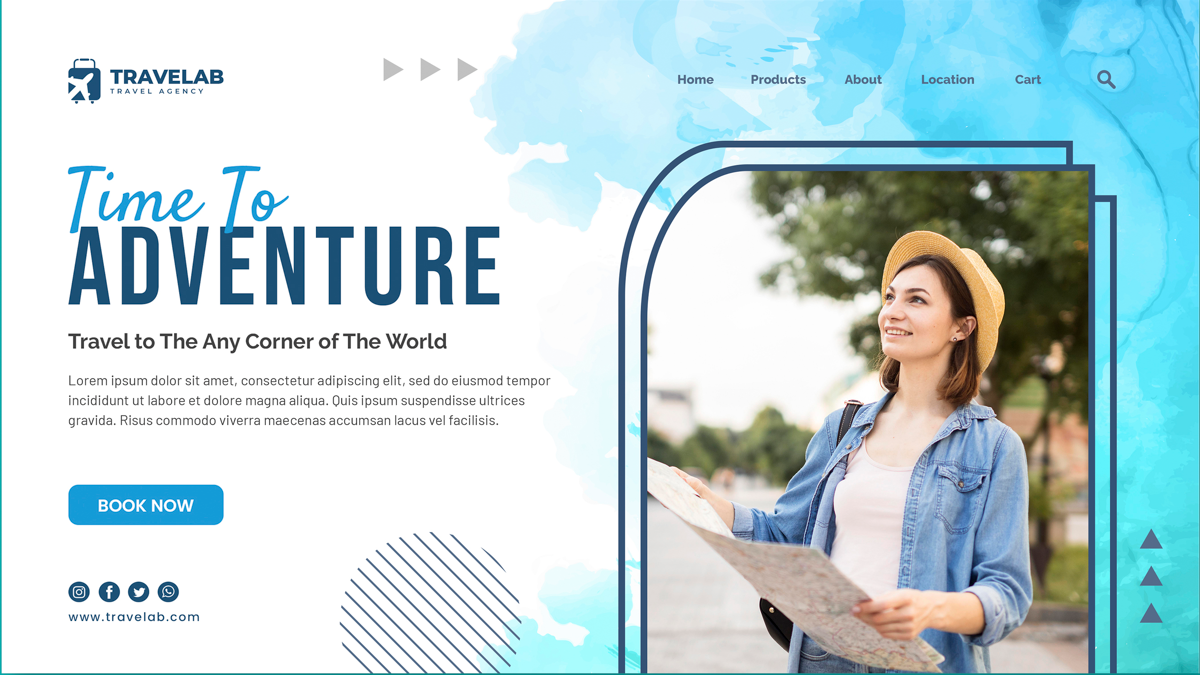 TRAVELAB
TRAVEL AGENCY
Home Products About Location Cart
Time To
ADVENTURE
Travel to The Any Corner of The World
Lorem ipsum dolor sit amet, consectetur adipiscing elit, sed do eiusmod tempor
incididunt ut labore et dolore magna aliqua. Quis ipsum suspendisse ultrices
gravida. Risus commodo viverra maecenas accumsan lacus vel facilisis.
BOOK NOW
www.travelab.com